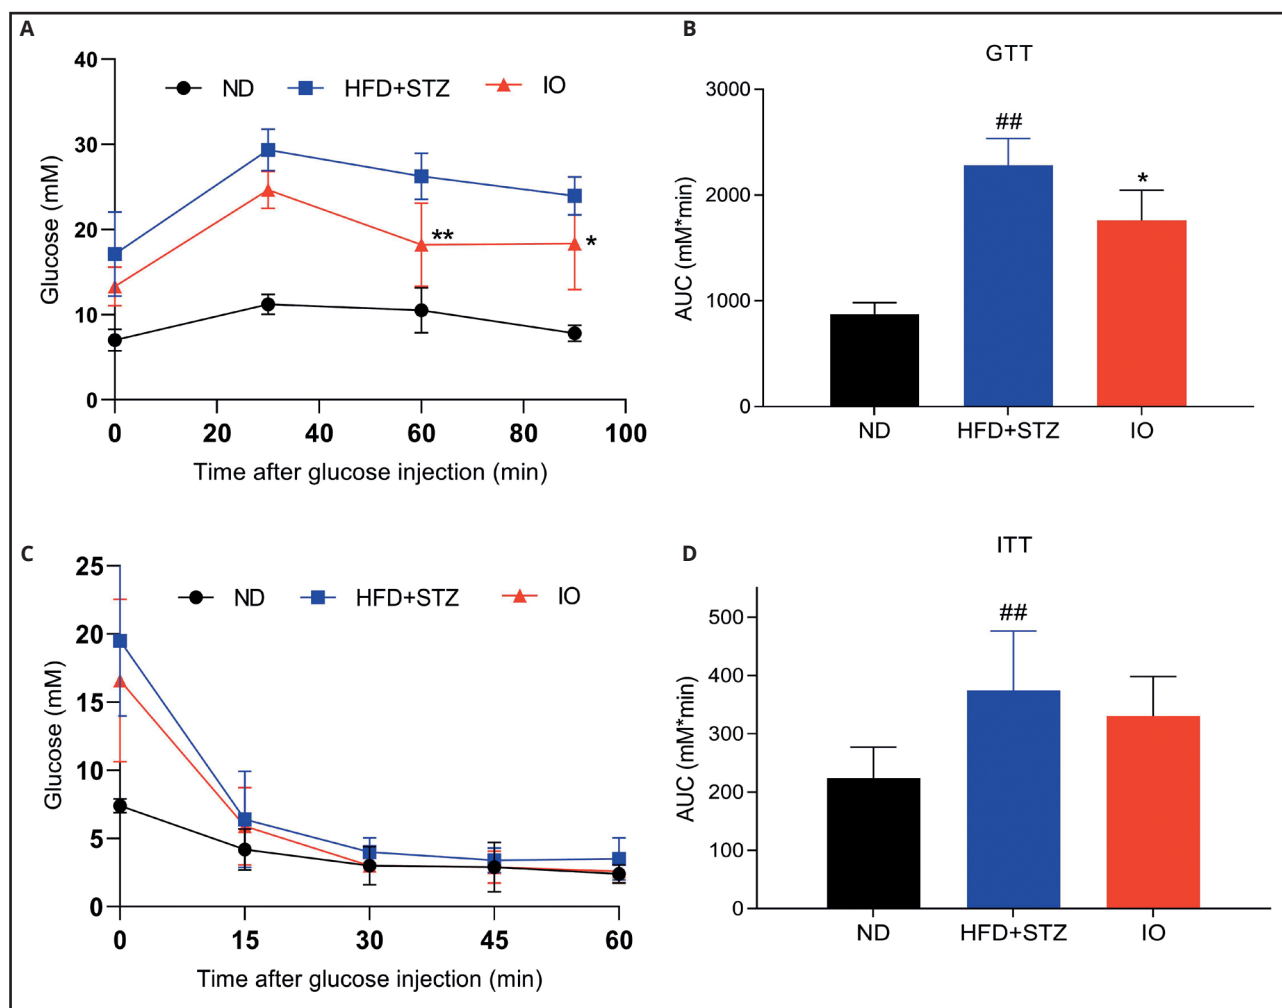 A
40
30
20
10
0
Glucose (mM)
ND HFD+STZ IO
**
*
0 20 40 60 80 100
Time after glucose injection (min)
B
GTT
3000
2000
1000
0
AUC (mM*min)
##
*
ND HFD+STZ IO
C
25
20
15
10
5
0
Glucose (mM)
ND HFD+STZ IO
0 15 30 45 60
Time after glucose injection (min)
D
ITT
500
400
300
200
100
0
AUC (mM*min)
##
ND HFD+STZ IO